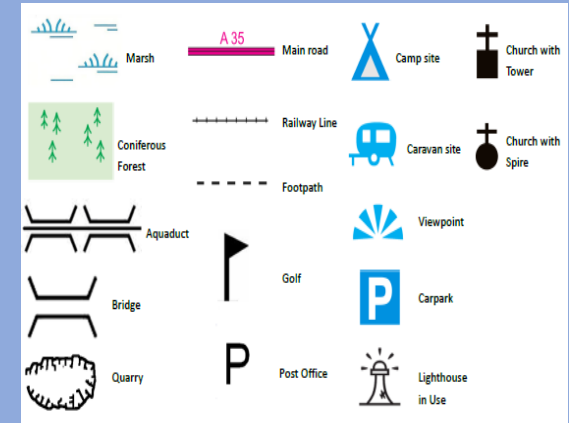 Marsh
Coniferous
Forest
Aquaduct
Bridge
Quarry
A 35
Main road
Railway Line
Footpath
Golf
P
Post Office
Camp site
Caravan site
Viewpoint
P
Carpark
Lighthouse
in Use
Church with
Tower
Church with
Spire